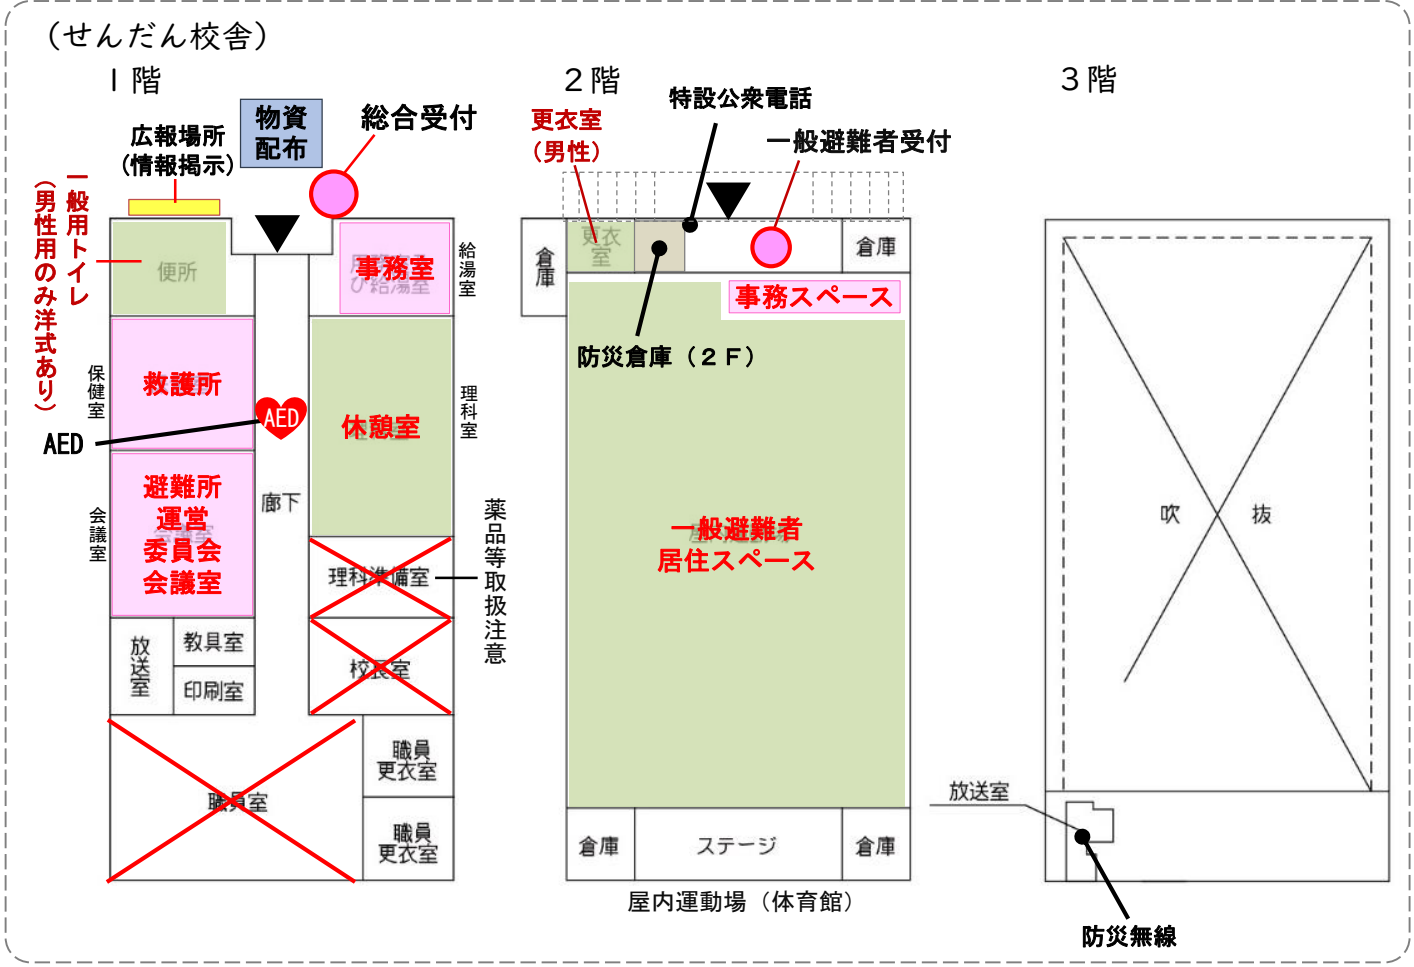 (せんだん校舎)
1階
広報場所
(情報掲示)
物資
配布
総合受付
一般用トイレ
(男性用のみ洋式あり)
便所
事務室
び給湯室
給湯室
保健室
救護所
AED
AED
休憩室
理科室
会議室
避難所
運営
委員会
会議室
廊下
理科準備室
薬品等取扱注意
放送室
教具室
印刷室
校長室
職員室
職員
更衣室
職員
更衣室
2階
特設公衆電話
更衣室
(男性)
一般避難者受付
倉庫
更衣
室
倉庫
事務スペース
防災倉庫(2F)
一般避難者
居住スペース
倉庫
ステージ
倉庫
屋内運動場(体育館)
3階
吹抜
放送室
防災無線